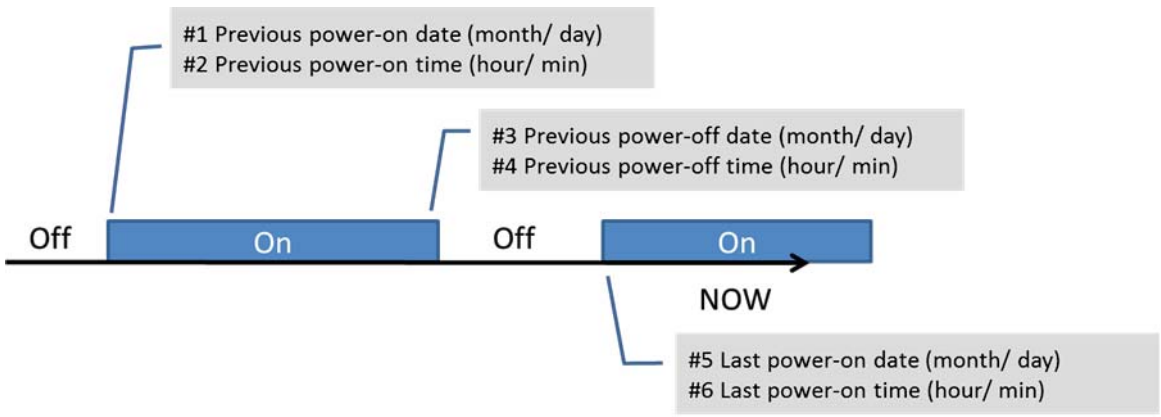 #1 Previous power-on date (month/ day)
#2 Previous power-on time (hour/ min)
#3 Previous power-off date (month/ day)
#4 Previous power-off time (hour/ min)
Off
On
Off
On
NOW
#5 Last power-on date (month/ day)
#6 Last power-on time (hour/ min)